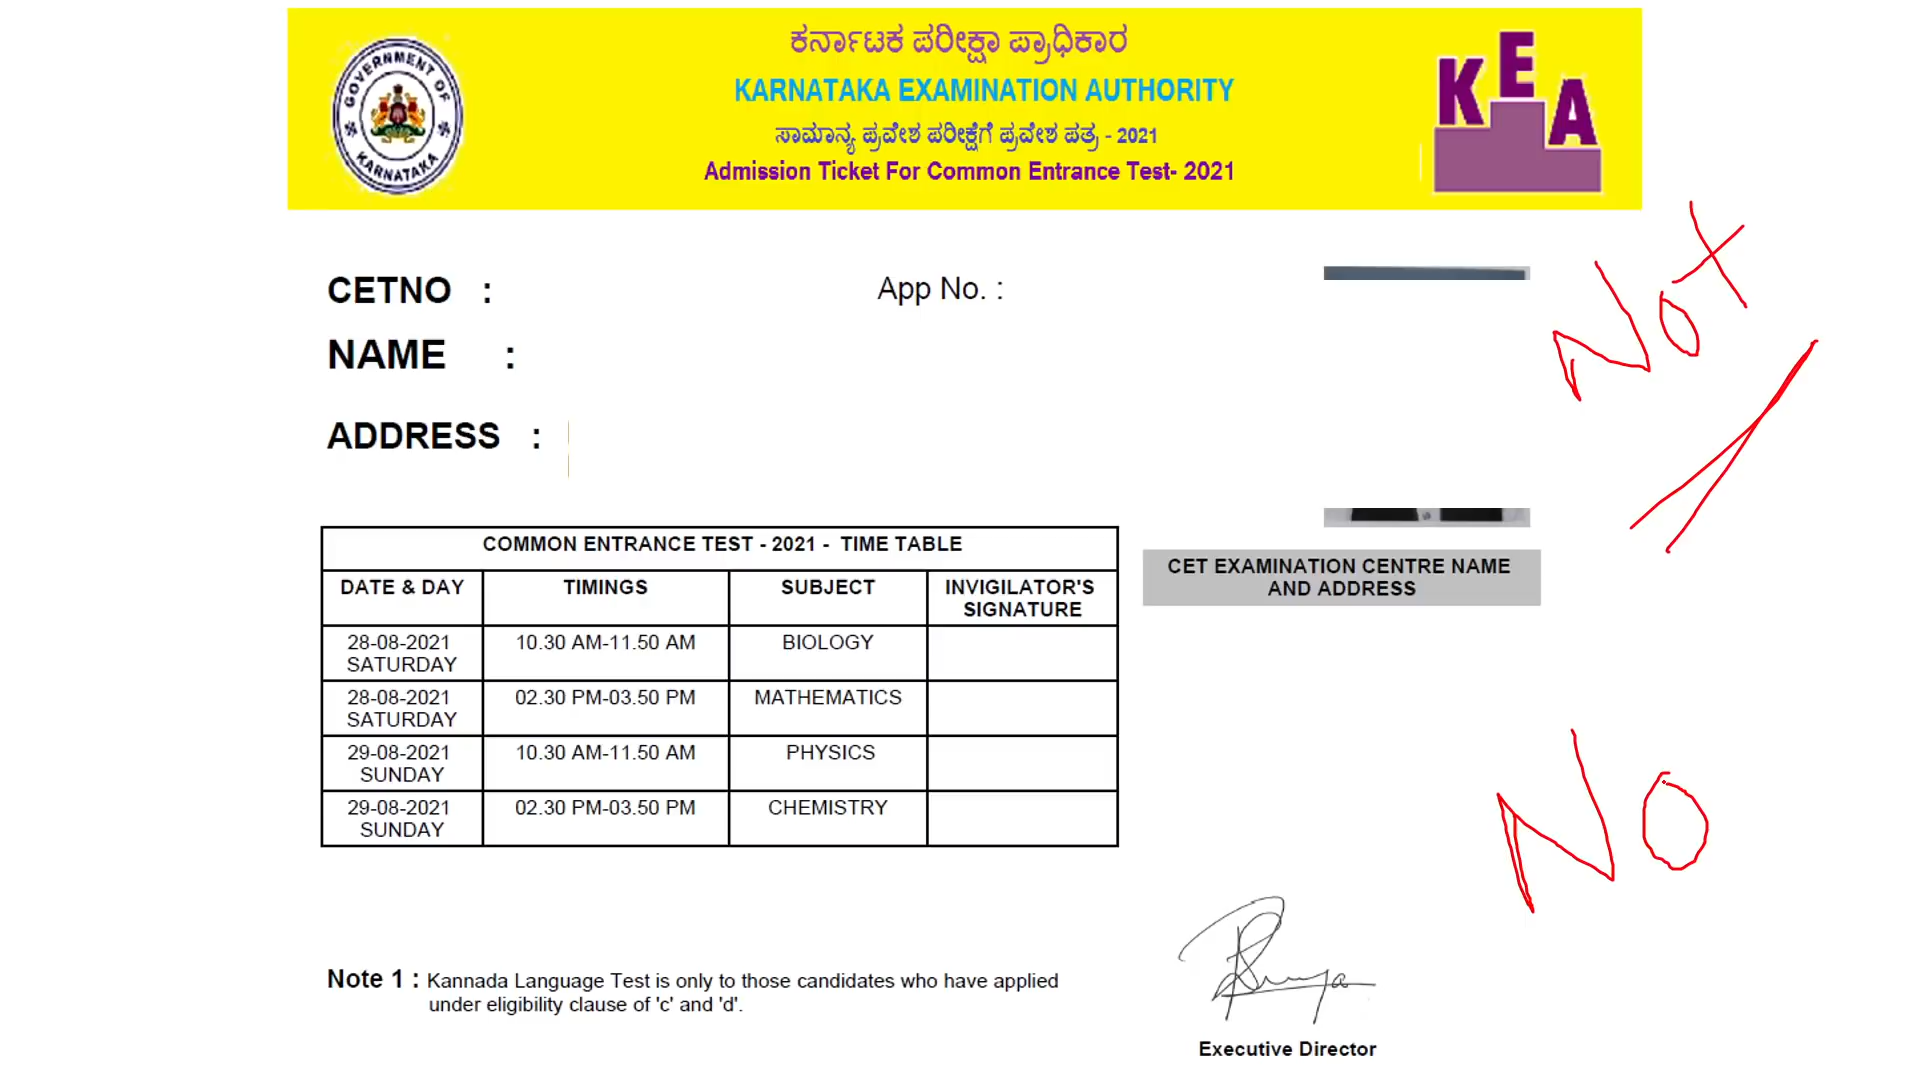 ಕರ್ನಾಟಕ ಪರೀಕ್ಷಾ ಪ್ರಾಧಿಕಾರ
KARNATAKA EXAMINATION AUTHORITY
ಸಾಮಾನ್ಯ ಪ್ರವೇಶ ಪರೀಕ್ಷೆಗೆ ಪ್ರವೇಶ ಪತ್ರ - 2021
Admission Ticket For Common Entrance Test- 2021
GOVERNMENT OF
KARNATAKA
KEA
Not
CETNO :
App No. :
NAME :
ADDRESS :
COMMON ENTRANCE TEST - 2021 - TIME TABLE
DATE & DAY TIMINGS SUBJECT INVIGILATOR'S SIGNATURE
28-08-2021 SATURDAY 10.30 AM-11.50 AM BIOLOGY
28-08-2021 SATURDAY 02.30 PM-03.50 PM MATHEMATICS
29-08-2021 SUNDAY 10.30 AM-11.50 AM PHYSICS
29-08-2021 SUNDAY 02.30 PM-03.50 PM CHEMISTRY
CET EXAMINATION CENTRE NAME
AND ADDRESS
No
Note 1 : Kannada Language Test is only to those candidates who have applied
under eligibility clause of 'c' and 'd'.
Executive Director